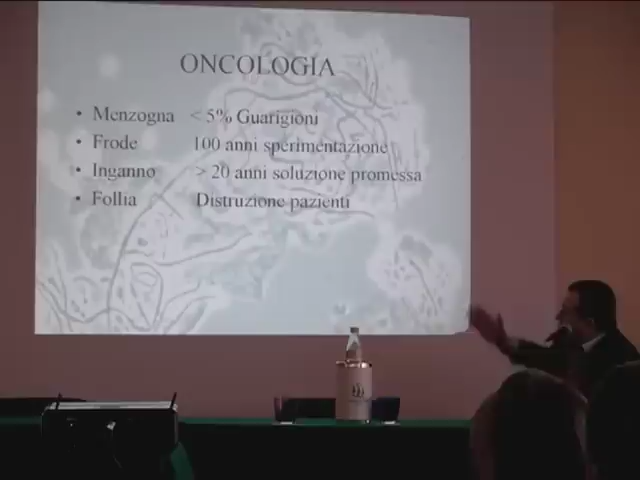 ONCOLOGIA
• Menzogna < 5% Guarigioni
• Frode 100 anni sperimentazione
• Inganno > 20 anni soluzione promessa
• Follia Distruzione pazienti